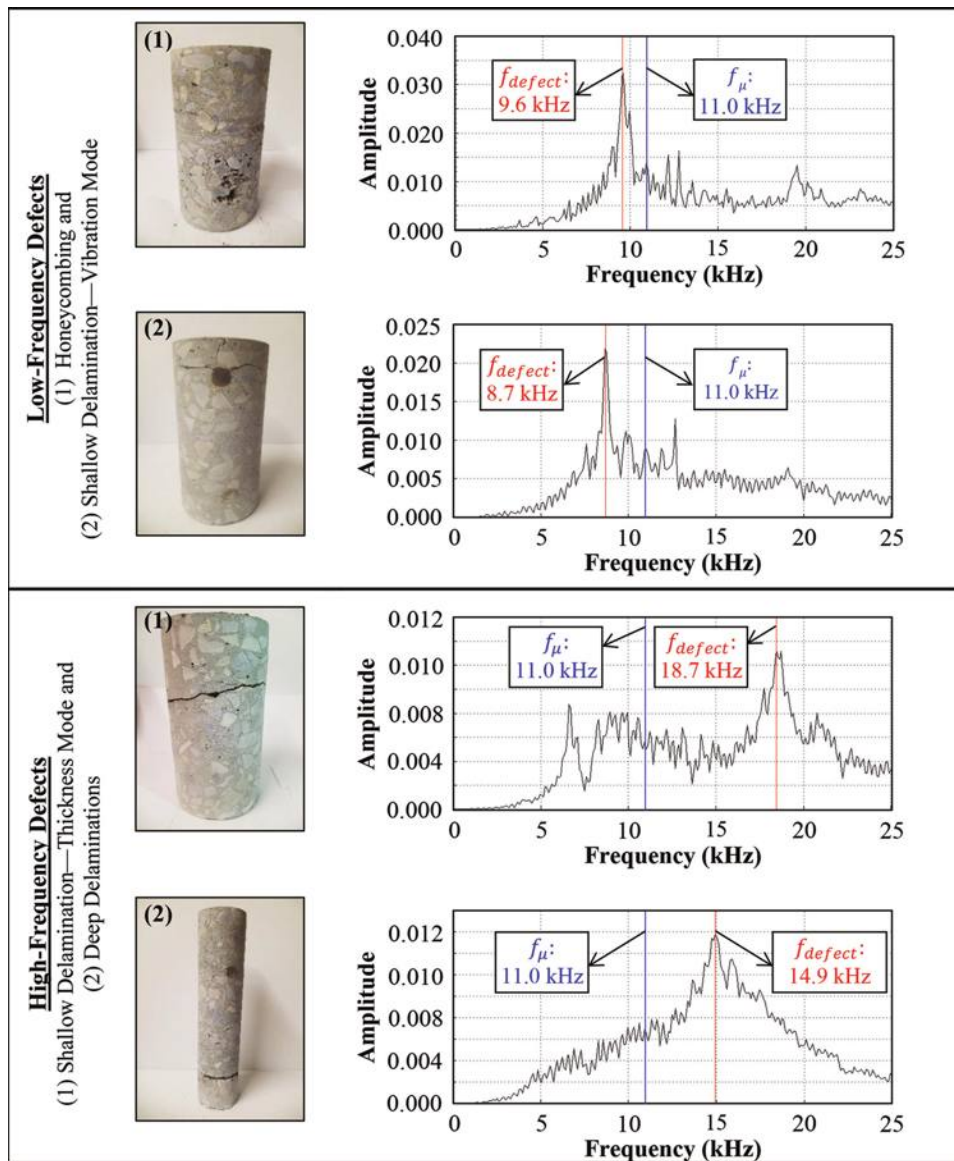 Low-Frequency Defects
(1) Honeycombing and
(2) Shallow Delamination—Vibration Mode
(1)
0.040
0.030
0.020
0.010
0.000
Amplitude
f_defect:
9.6 kHz
f_μ:
11.0 kHz
0 5 10 15 20 25
Frequency (kHz)
(2)
0.025
0.020
0.015
0.010
0.005
0.000
Amplitude
f_defect:
8.7 kHz
f_μ:
11.0 kHz
0 5 10 15 20 25
Frequency (kHz)
High-Frequency Defects
(1) Shallow Delamination—Thickness Mode and
(2) Deep Delaminations
(1)
0.012
0.010
0.008
0.004
0.000
Amplitude
f_μ:
11.0 kHz
f_defect:
18.7 kHz
0 5 10 15 20 25
Frequency (kHz)
(2)
0.012
0.010
0.008
0.004
0.000
Amplitude
f_μ:
11.0 kHz
f_defect:
14.9 kHz
0 5 10 15 20 25
Frequency (kHz)